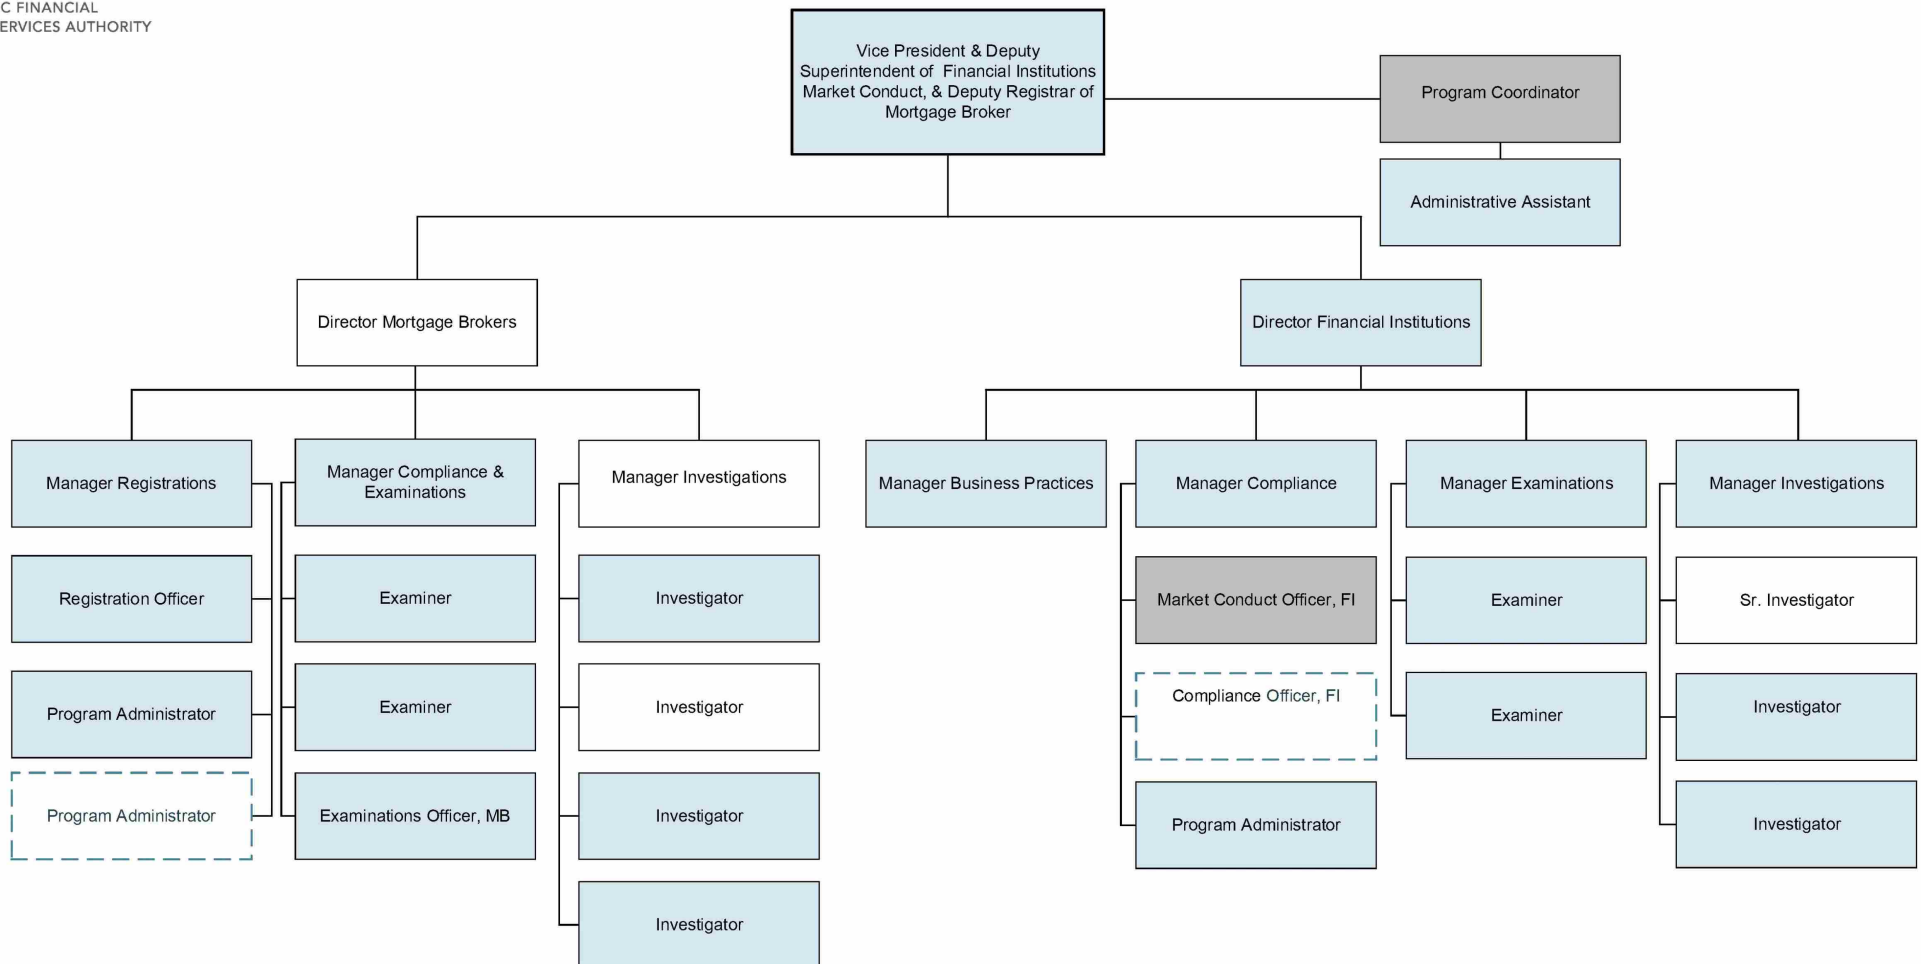 C FINANCIAL
ERVICES AUTHORITY
Vice President & Deputy
Superintendent of Financial Institutions
Market Conduct, & Deputy Registrar of
Mortgage Broker
Program Coordinator
Administrative Assistant
Director Mortgage Brokers
Director Financial Institutions
Manager Registrations
Manager Compliance &
Examinations
Manager Investigations
Manager Business Practices
Manager Compliance
Manager Examinations
Manager Investigations
Registration Officer
Examiner
Investigator
Market Conduct Officer, FI
Examiner
Sr. Investigator
Program Administrator
Examiner
Investigator
Compliance Officer, FI
Examiner
Investigator
Program Administrator
Examinations Officer, MB
Investigator
Program Administrator
Investigator
Investigator